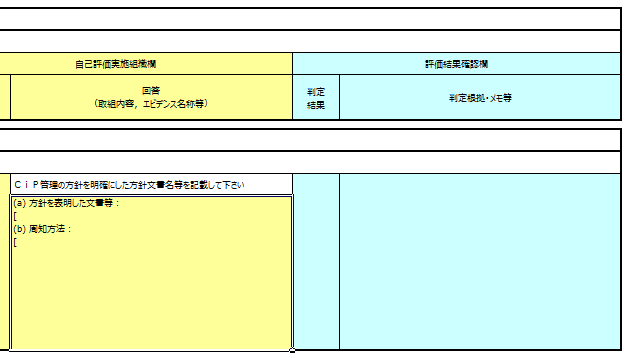 自己評価実施組織欄
評価結果確認欄
回答
（取組内容，エビデンス名称等）
判定
結果
判定根拠・メモ等
ＣｉＰ管理の方針を明確にした方針文書名等を記載して下さい
(a) 方針を表明した文書等：
[
(b) 周知方法：
[